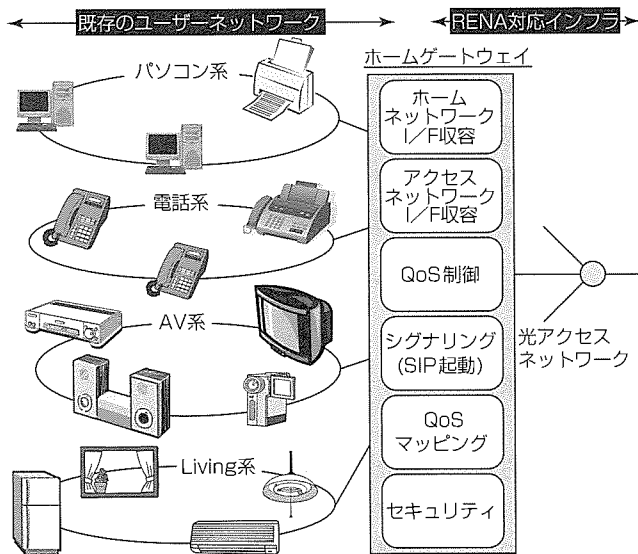 既存のユーザーネットワーク
RENA対応インフラ
ホームゲートウェイ
パソコン系
電話系
AV系
Living系
ホーム
ネットワーク
I/F収容
アクセス
ネットワーク
I/F収容
QoS制御
シグナリング
(SIP起動)
QoS
マッピング
セキュリティ
光アクセス
ネットワーク